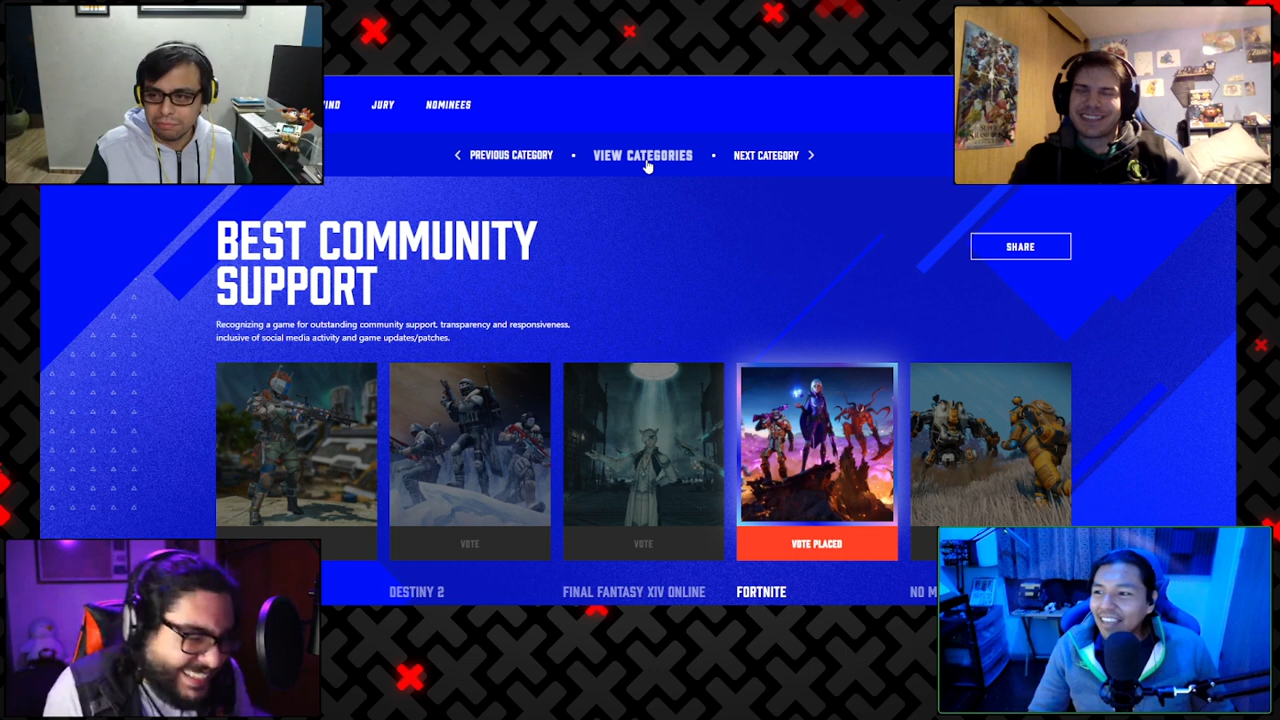 JURY
NOMINEES
PREVIOUS CATEGORY
VIEW CATEGORIES
NEXT CATEGORY
BEST COMMUNITY
SUPPORT
SHARE
Recognizing a game for outstanding community support, transparency and responsiveness,
inclusive of social media activity and game updates/patches.
VOTE
VOTE
VOTE PLACED
DESTINY 2
FINAL FANTASY XIV ONLINE
FORTNITE
NO